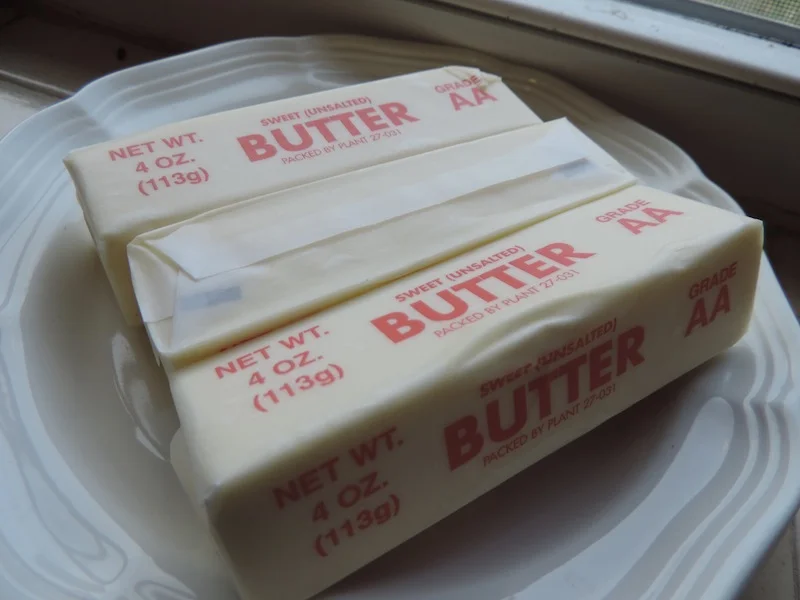 NET WT.
4 OZ.
(113g)
SWEET (UNSALTED)
BUTTER
PACKED BY PLANT 27-031
GRADE
AA
NET WT.
4 OZ.
(113g)
SWEET (UNSALTED)
BUTTER
PACKED BY PLANT 27-031
GRADE
AA
NET WT.
4 OZ.
(113g)
SWEET (UNSALTED)
BUTTER
PACKED BY PLANT 27-031
GRADE
AA